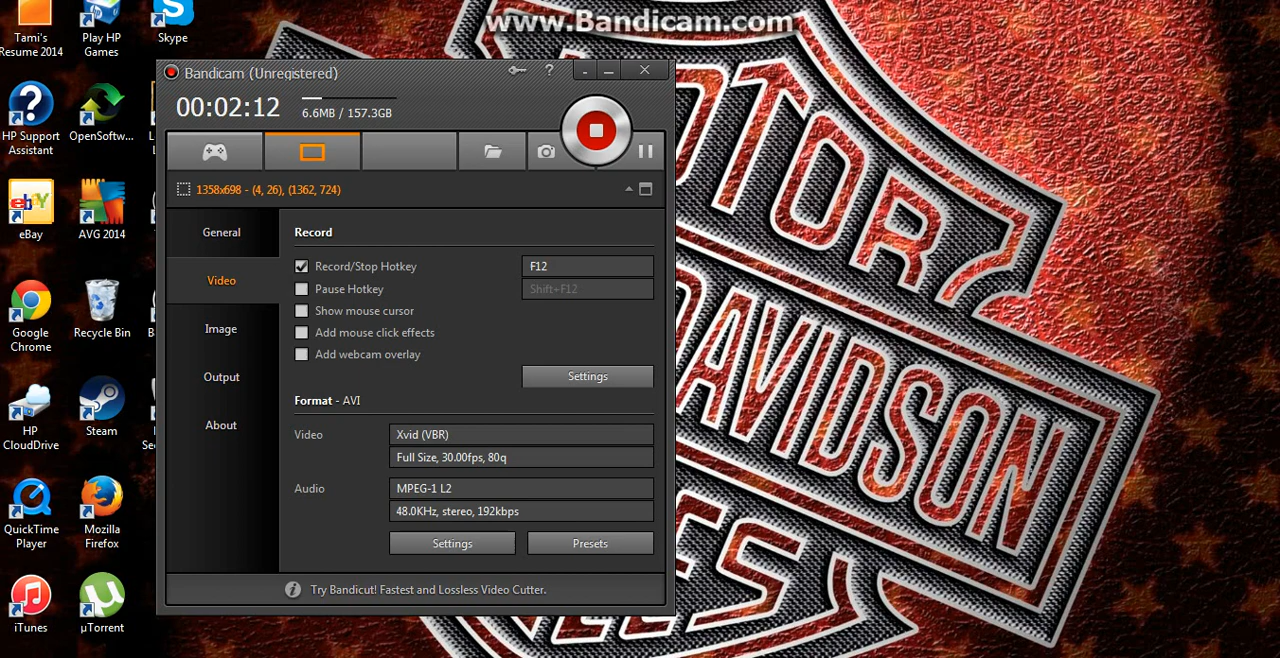 www.Bandicam.com
Tami's
Resume 2014
Play HP
Games
Skype
HP Support
Assistant
OpenSoftw...
eBay
AVG 2014
Google
Chrome
Recycle Bin
HP
CloudDrive
Steam
QuickTime
Player
Mozilla
Firefox
iTunes
µTorrent
Bandicam (Unregistered)
00:02:12
6.6MB / 157.3GB
1358x698 - (4, 26), (1362, 724)
General
Video
Image
Output
About
Record
Record/Stop Hotkey
F12
Pause Hotkey
Shift+F12
Show mouse cursor
Add mouse click effects
Add webcam overlay
Settings
Format - AVI
Video
Xvid (VBR)
Full Size, 30.00fps, 80q
Audio
MPEG-1 L2
48.0KHz, stereo, 192kbps
Settings
Presets
Try Bandicut! Fastest and Lossless Video Cutter.
OTOR
DAVIDSON
LES